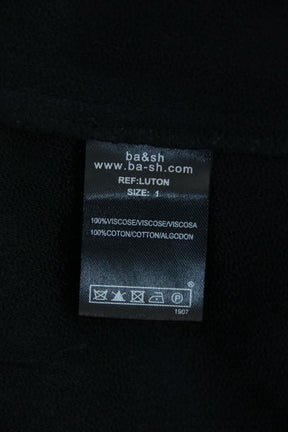 ba&sh
www.ba-sh.com
REF:LUTON
SIZE: 1
100%VISCOSE/VISCOSE/VISCOSA
100%COTON/COTTON/ALGODON
®
P
1907